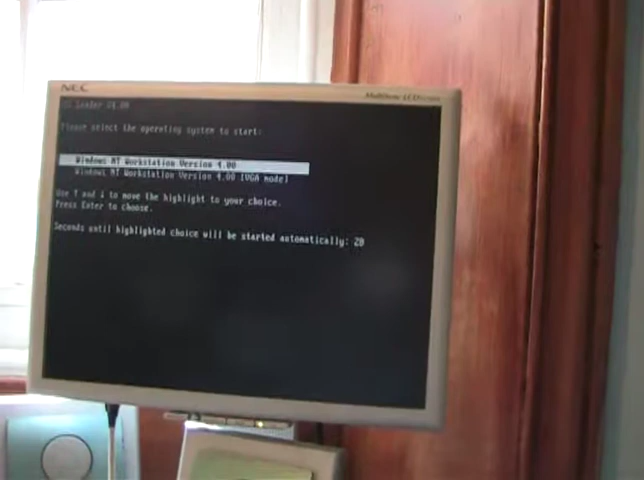 NEC
MultiSync LCD
OS Loader V4.00
Please select the operating system to start:
Windows NT Workstation Version 4.00
Windows NT Workstation Version 4.00 [VGA mode]
Use ↑ and ↓ to move the highlight to your choice.
Press Enter to choose.
Seconds until highlighted choice will be started automatically: 20